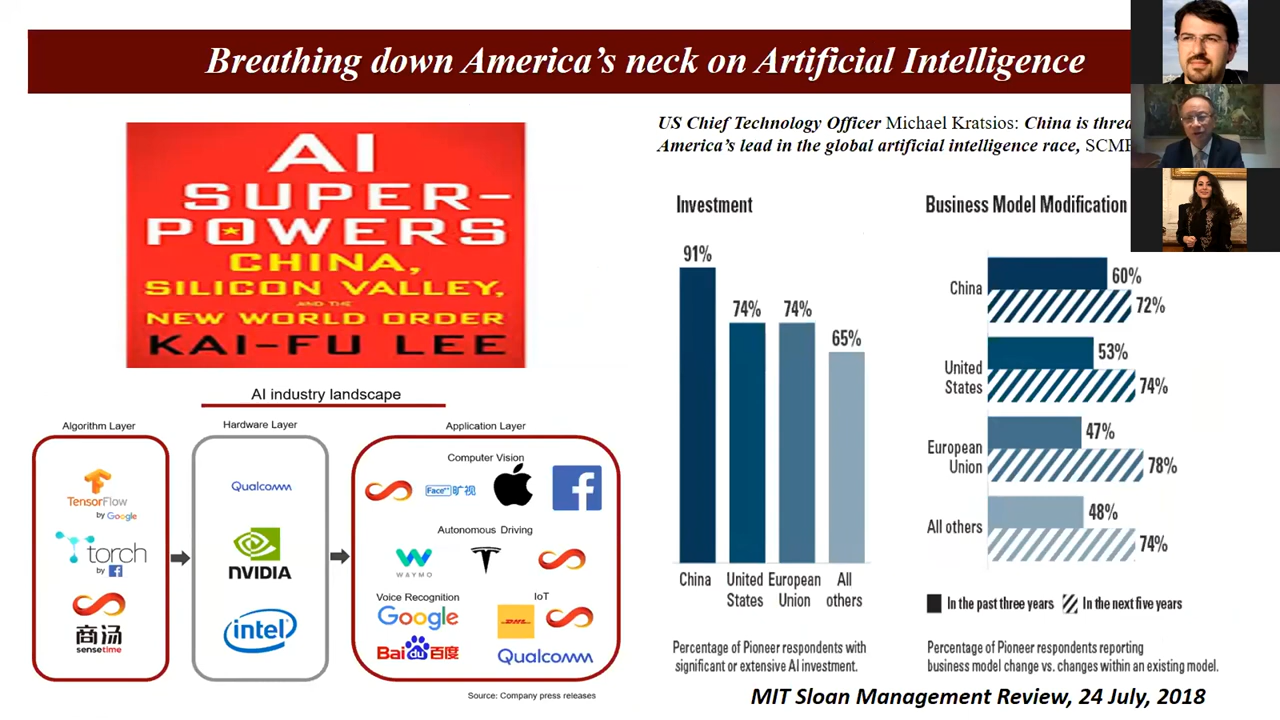 Breathing down America's neck on Artificial Intelligence
AI
SUPER-
POWERS
CHINA,
SILICON VALLEY,
AND THE
NEW WORLD ORDER
KAI-FU LEE
US Chief Technology Officer Michael Kratsios: China is
America's lead in the global artificial intelligence race,
AI industry landscape
Algorithm Layer
TensorFlow
by Google
torch
by
商汤
sensetime
Hardware Layer
Qualcomm
NVIDIA
intel
Application Layer
Computer Vision
Face++ 旷视
Autonomous Driving
WAYMO
Voice Recognition
Google
Baidu 百度
IoT
DHL
Qualcomm
Source: Company press releases
Investment
91%
74%
74%
65%
China
United States
European Union
All others
Percentage of Pioneer respondents with
significant or extensive AI investment.
Business Model Modification
China
60%
72%
United
States
53%
74%
European
Union
47%
78%
All others
48%
74%
In the past three years
In the next five years
Percentage of Pioneer respondents reporting
business model change vs. changes within an existing model.
MIT Sloan Management Review, 24 July, 2018